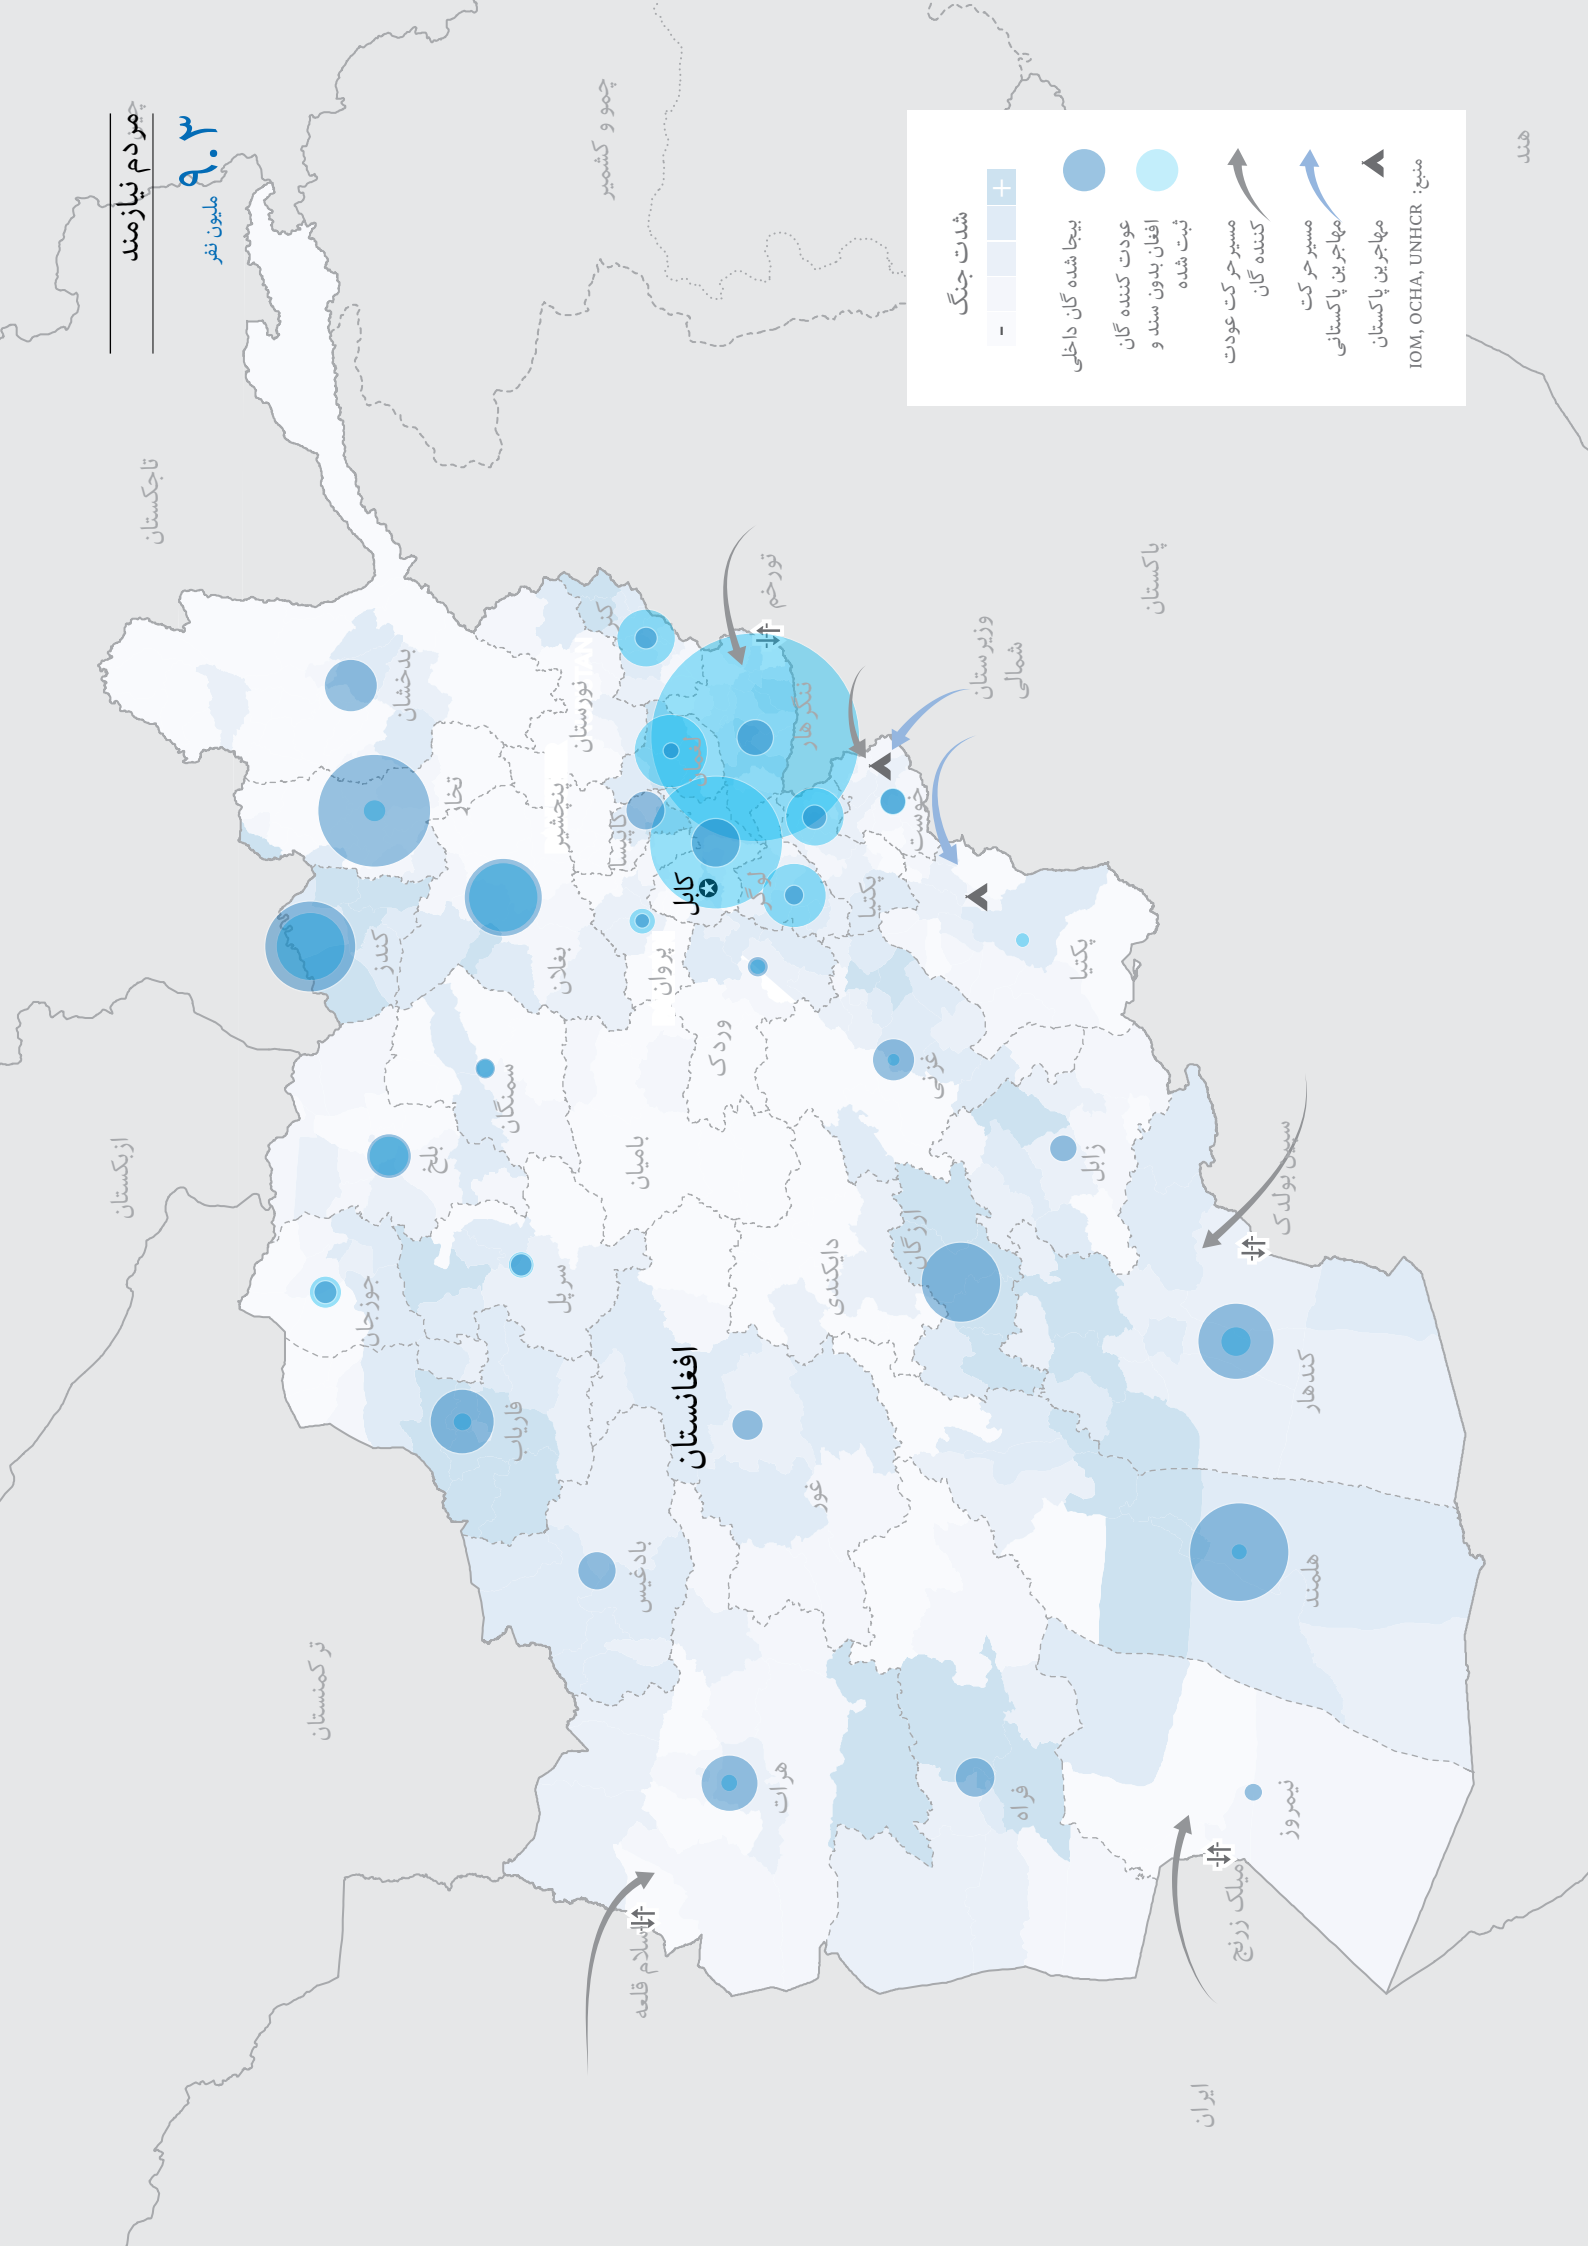 مردم نیازمند
۹.۳
ملیون نفر
شدت جنگ
- +
بیجا شده گان داخلی
عودت کننده گان
افغان بدون سند و
ثبت شده
مسیرحرکت عودت
کننده گان
مسیرحرکت
مهاجرین پاکستانی
مهاجرین پاکستان
منبع: IOM, OCHA, UNHCR
جمو و کشمیر
هند
تاجکستان
پاکستان
ازبکستان
ترکمنستان
ایران
تورخم
وزیرستان
شمالی
سپین بولدک
میلک زرنج
اسلام قلعه
افغانستان
بدخشان
تخار
نورستان
پنجشیر
کاپیسا
لغمان
ننگرهار
کابل
لوگر
خوست
پکتیا
پکتیا
کندز
بغلان
پروان
وردک
غزنی
زابل
سمنگان
بلخ
بامیان
جوزجان
سرپل
دایکندی
ارزگان
کندهار
فاریاب
غور
بادغیس
هلمند
هرات
فراه
نیمروز